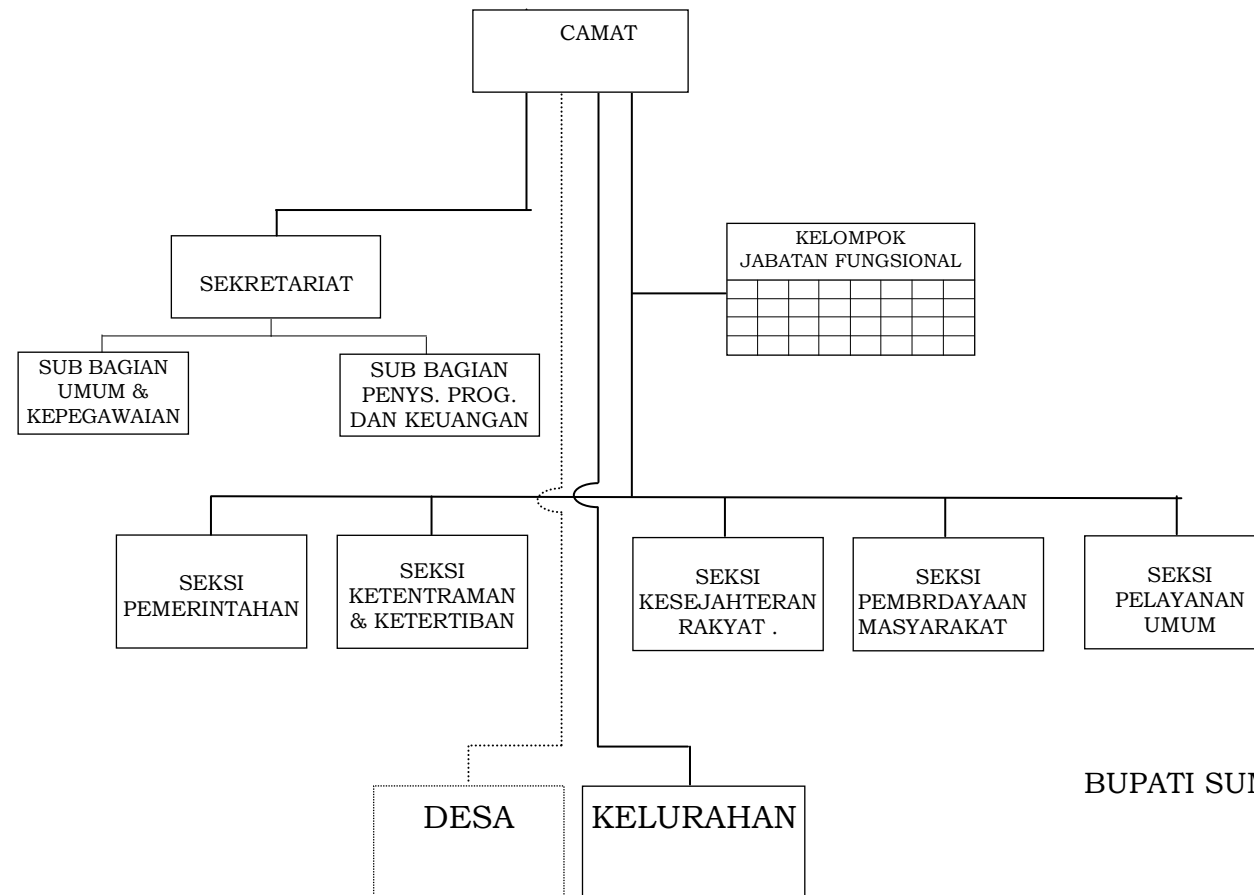 CAMAT
KELOMPOK
JABATAN FUNGSIONAL
SEKRETARIAT
SUB BAGIAN
UMUM &
KEPEGAWAIAN
SUB BAGIAN
PENYS. PROG.
DAN KEUANGAN
SEKSI
PEMERINTAHAN
SEKSI
KETENTRAMAN
& KETERTIBAN
SEKSI
KESEJAHTERAN
RAKYAT .
SEKSI
PEMBRDAYAAN
MASYARAKAT
SEKSI
PELAYANAN
UMUM
BUPATI
DESA
KELURAHAN